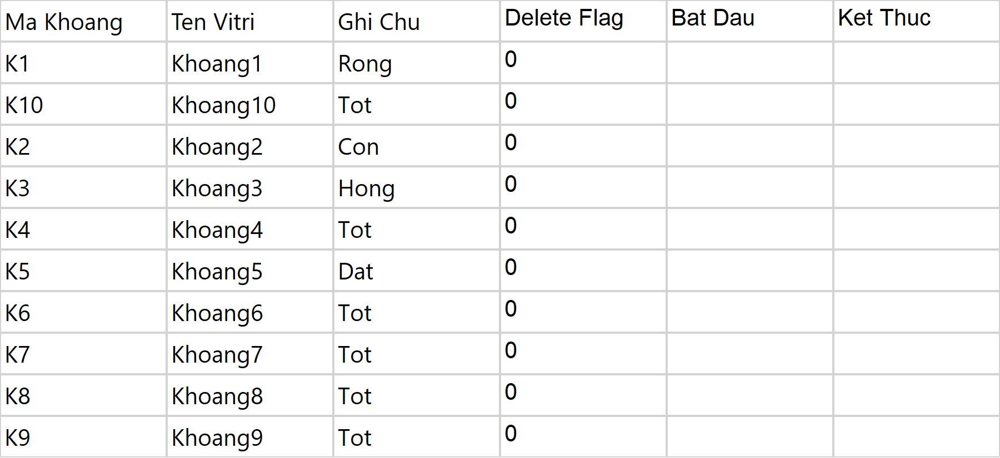 Ma Khoang Ten Vitri Ghi Chu Delete Flag Bat Dau Ket Thuc
K1 Khoang1 Rong 0
K10 Khoang10 Tot 0
K2 Khoang2 Con 0
K3 Khoang3 Hong 0
K4 Khoang4 Tot 0
K5 Khoang5 Dat 0
K6 Khoang6 Tot 0
K7 Khoang7 Tot 0
K8 Khoang8 Tot 0
K9 Khoang9 Tot 0